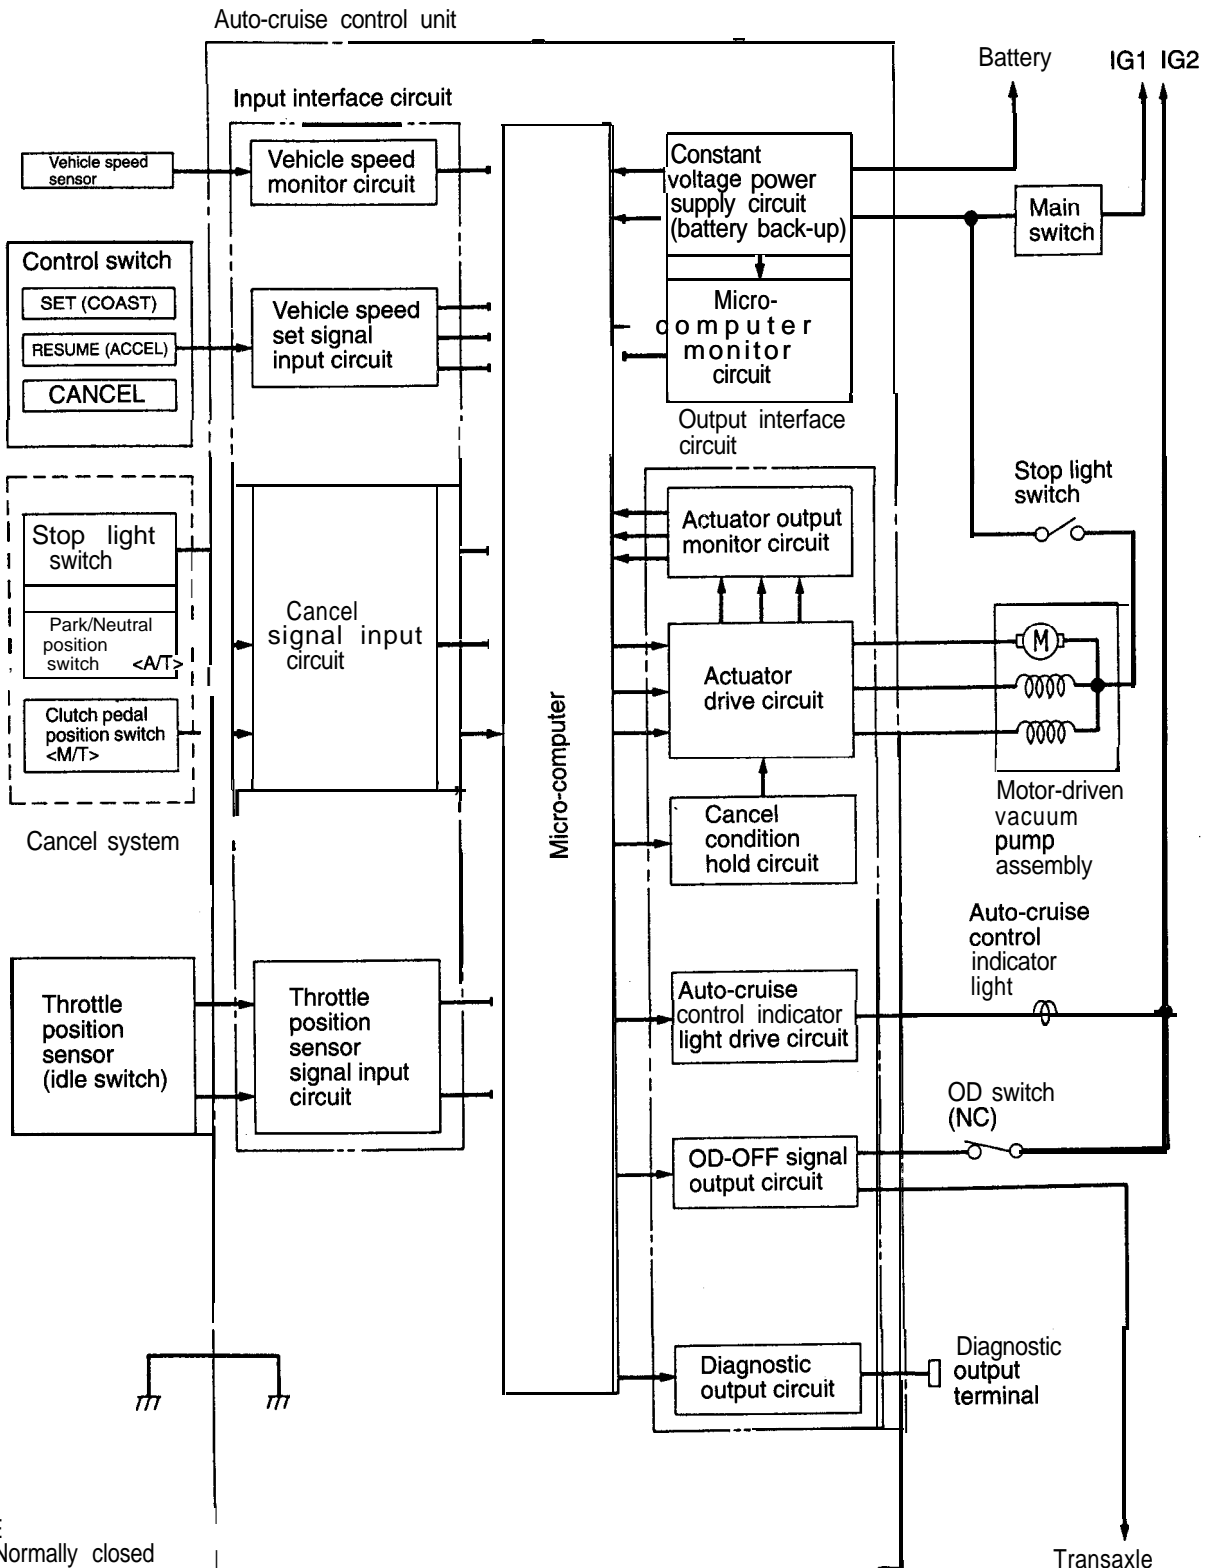 Auto-cruise control unit
Battery
IG1 IG2
Input interface circuit
Vehicle speed
sensor
Vehicle speed
monitor circuit
Constant
voltage power
supply circuit
(battery back-up)
Main
switch
Control switch
SET (COAST)
RESUME (ACCEL)
CANCEL
Vehicle speed
set signal
input circuit
Micro-
computer
monitor
circuit
Output interface
circuit
Stop light
switch
Stop light
switch
Park/Neutral
position
switch <A/T>
Clutch pedal
position switch
<M/T>
Cancel system
Cancel
signal input
circuit
Micro-computer
Actuator output
monitor circuit
Actuator
drive circuit
M
Motor-driven
vacuum
pump
assembly
Cancel
condition
hold circuit
Auto-cruise
control
indicator
light
Throttle
position
sensor
(idle switch)
Throttle
position
sensor
signal input
circuit
Auto-cruise
control indicator
light drive circuit
OD switch
(NC)
OD-OFF signal
output circuit
Diagnostic
output circuit
Diagnostic
output
terminal
Normally closed
Transaxle